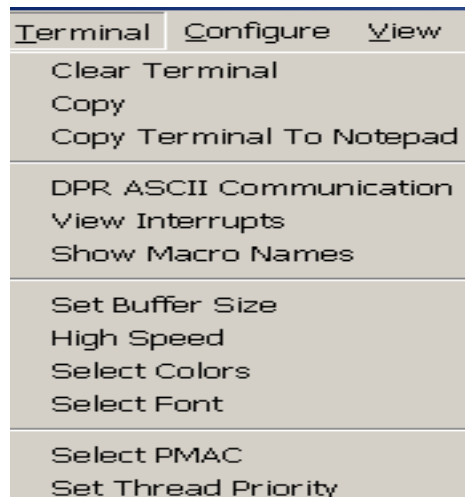 Terminal Configure View
Clear Terminal
Copy
Copy Terminal To Notepad
DPR ASCII Communication
View Interrupts
Show Macro Names
Set Buffer Size
High Speed
Select Colors
Select Font
Select PMAC
Set Thread Priority